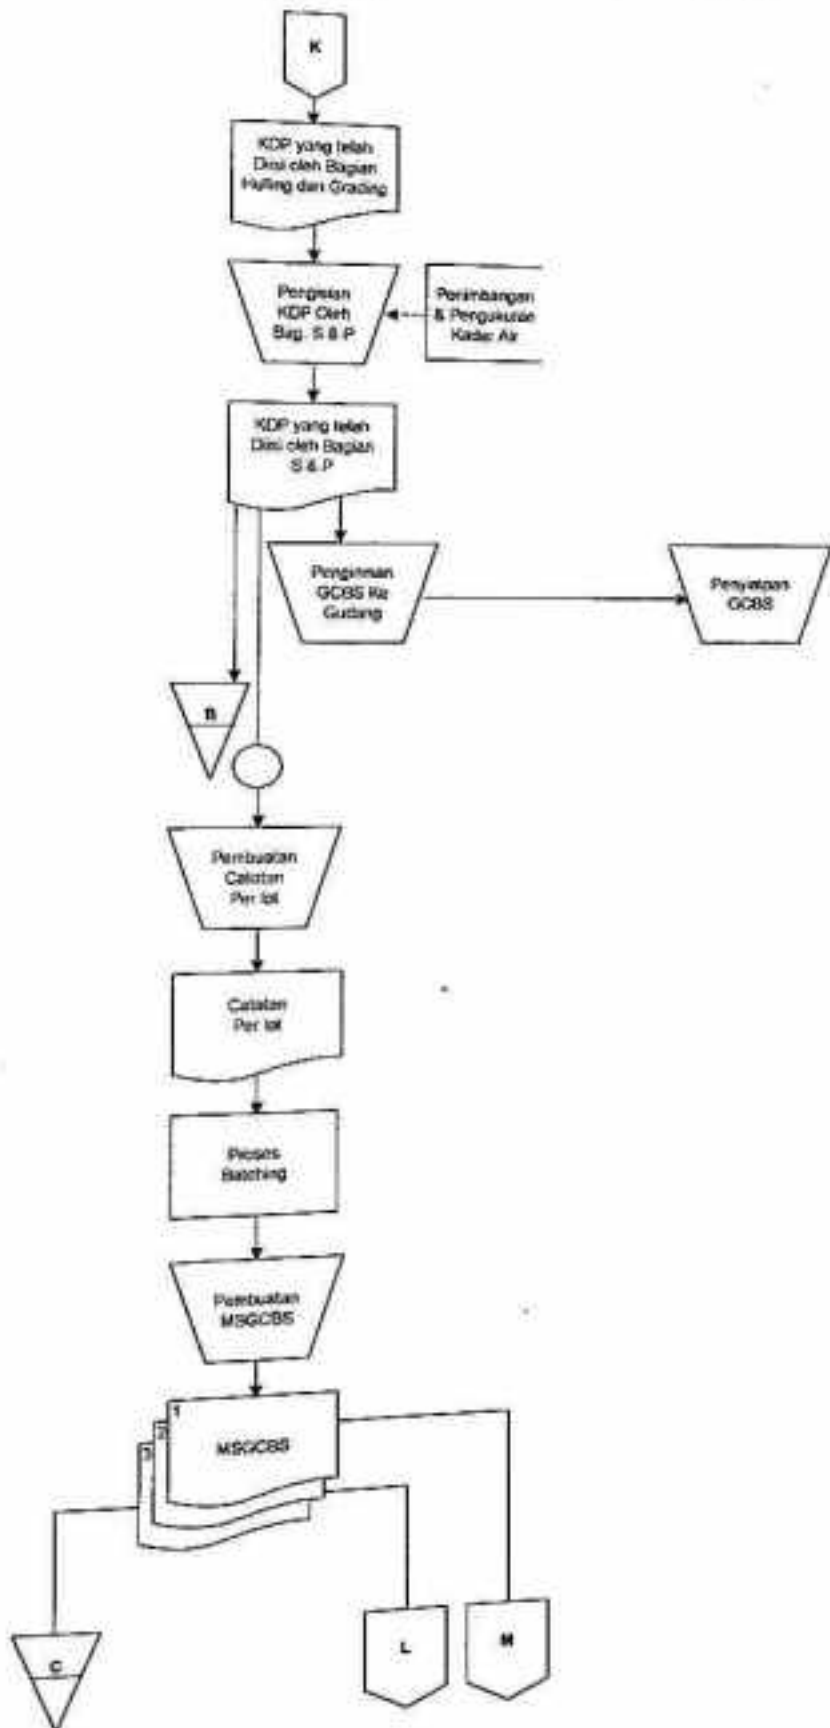 K
KDP yang telah
Diisi oleh Bagian
Hulling dan Grading
Pengisian
KDP Oleh
Bag. S & P
Penimbangan
& Pengukuran
Kadar Air
KDP yang telah
Diisi oleh Bagian
S & P
Pengiriman
GCBS Ke
Gudang
Penyiapan
GCBS
B
Pembuatan
Catatan
Per lot
Catatan
Per lot
Proses
Batching
Pembuatan
MSGCBS
1
2
3
MSGCBS
C
L
M